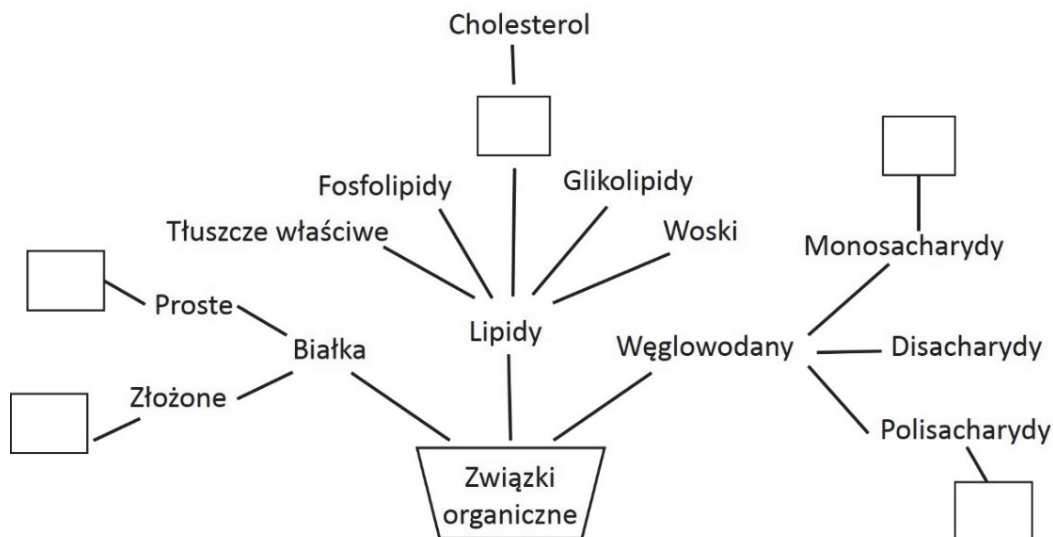 Cholesterol
Fosfolipidy
Glikolipidy
Tłuszcze właściwe
Woski
Monosacharydy
Proste
Lipidy
Białka
Węglowodany
Disacharydy
Złożone
Polisacharydy
Związki
organiczne